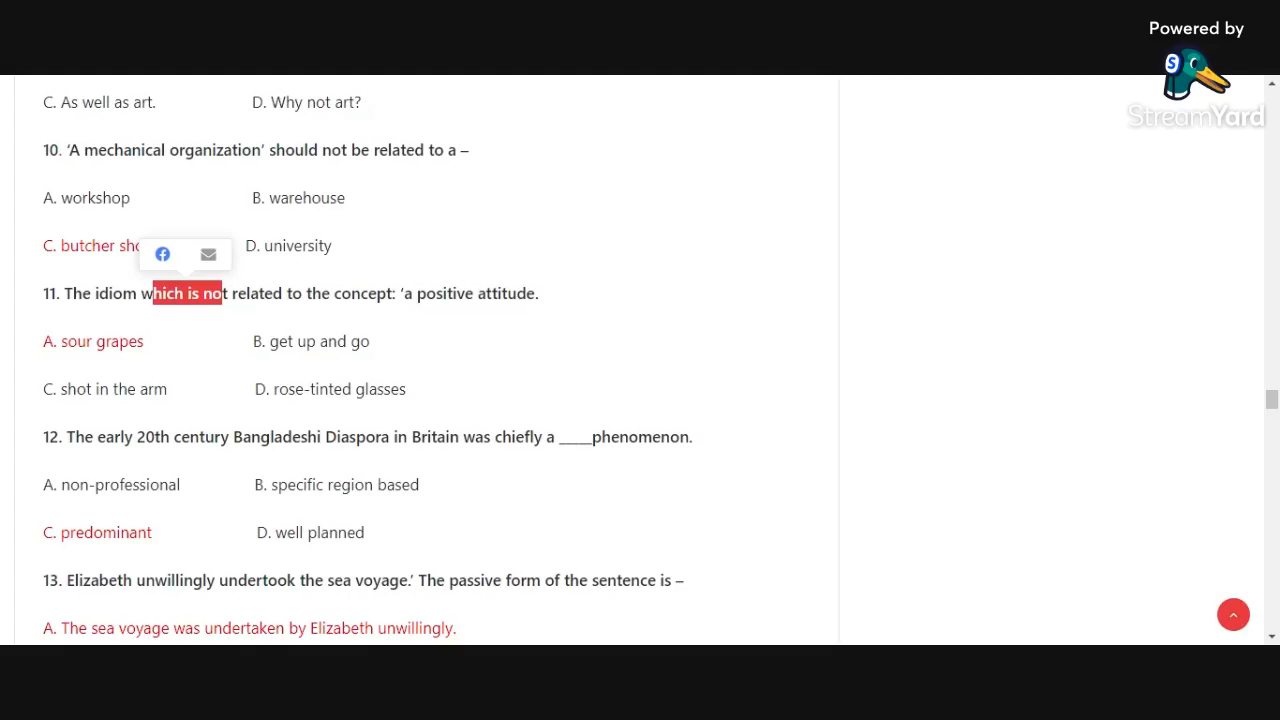 Powered by
StreamYard
C. As well as art. D. Why not art?
10. ‘A mechanical organization’ should not be related to a –
A. workshop B. warehouse
C. butcher sho D. university
11. The idiom which is not related to the concept: ‘a positive attitude.
A. sour grapes B. get up and go
C. shot in the arm D. rose-tinted glasses
12. The early 20th century Bangladeshi Diaspora in Britain was chiefly a _____phenomenon.
A. non-professional B. specific region based
C. predominant D. well planned
13. Elizabeth unwillingly undertook the sea voyage.’ The passive form of the sentence is –
A. The sea voyage was undertaken by Elizabeth unwillingly.